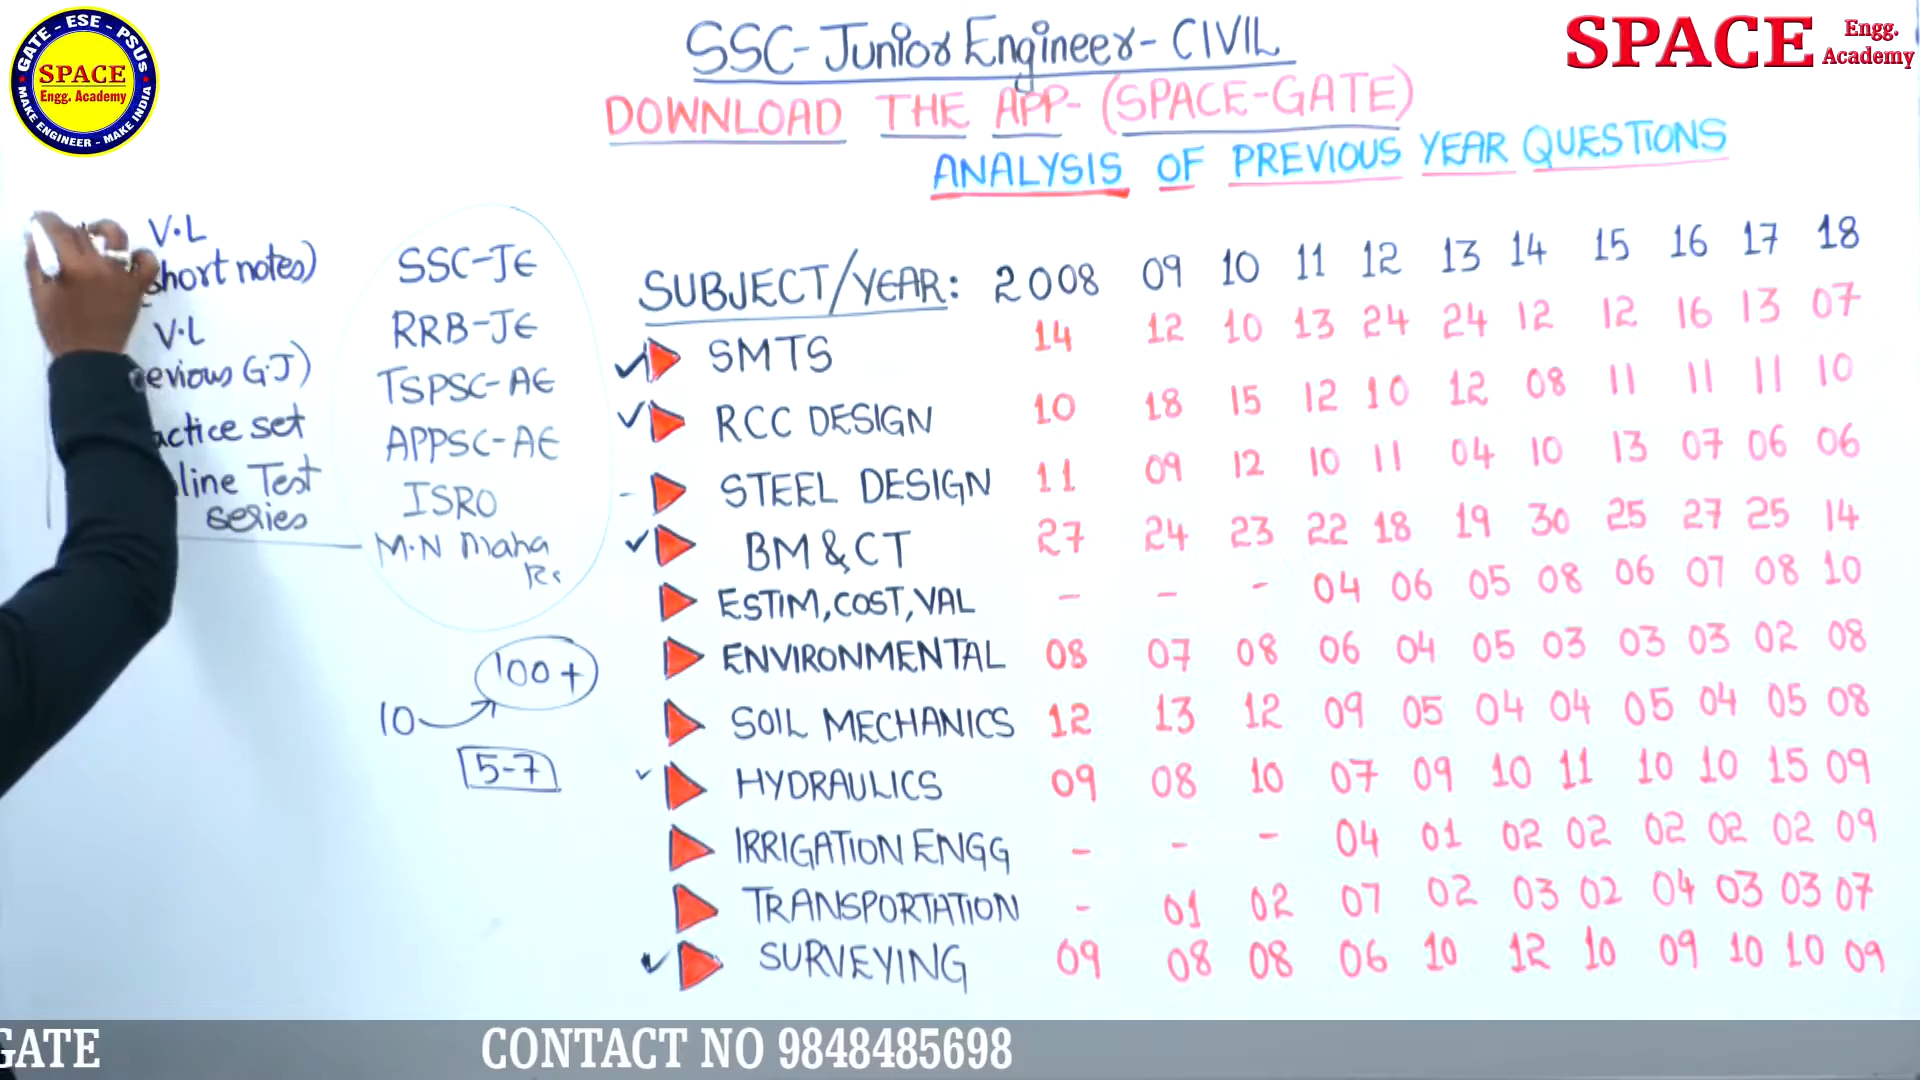 GATE - ESE - PSUs
SPACE
Engg. Academy
MAKE ENGINEER - MAKE INDIA
SSC-Junior Engineer-CIVIL
SPACE Engg. Academy
DOWNLOAD THE APP-(SPACE-GATE)
ANALYSIS OF PREVIOUS YEAR QUESTIONS
V.L
short notes)
V.L
evious G.J)
actice set
line Test
series
SSC-JE
RRB-JE
TSPSC-AE
APPSC-AE
ISRO
M.N Maha
100+
10
5-7
SUBJECT/YEAR: 2008 09 10 11 12 13 14 15 16 17 18
SMTS 14 12 10 13 24 24 12 12 16 13 07
RCC DESIGN 10 18 15 12 10 12 08 11 11 11 10
STEEL DESIGN 11 09 12 10 11 04 10 13 07 06 06
BM & CT 27 24 23 22 18 19 30 25 27 25 14
ESTIM, COST, VAL - - - 04 06 05 08 06 07 08 10
ENVIRONMENTAL 08 07 08 06 04 05 03 03 03 02 08
SOIL MECHANICS 12 13 12 09 05 04 04 05 04 05 08
HYDRAULICS 09 08 10 07 09 10 11 10 10 15 09
IRRIGATION ENGG - - - 04 01 02 02 02 02 02 09
TRANSPORTATION - 01 02 07 02 03 02 04 03 03 07
SURVEYING 09 08 08 06 10 12 10 09 10 10 09
GATE CONTACT NO 9848485698